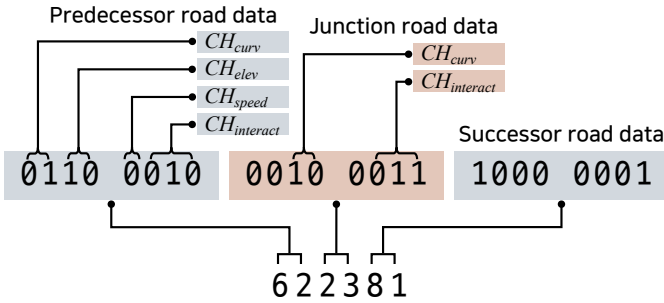 Predecessor road data
CH_curv
CH_elev
CH_speed
CH_interact
Junction road data
CH_curv
CH_interact
Successor road data
0110 0010 0010 0011 1000 0001
622381